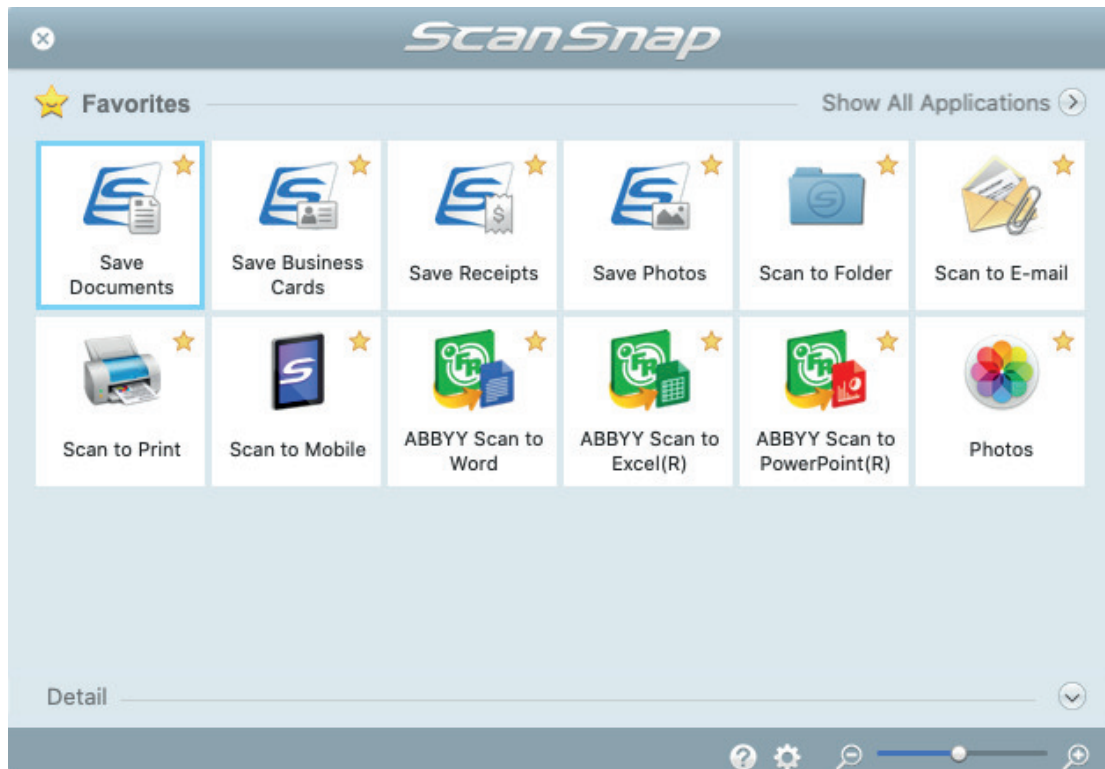 ScanSnap
Favorites
Show All Applications
Save
Documents
Save Business
Cards
Save Receipts
Save Photos
Scan to Folder
Scan to E-mail
Scan to Print
Scan to Mobile
ABBYY Scan to
Word
ABBYY Scan to
Excel(R)
ABBYY Scan to
PowerPoint(R)
Photos
Detail